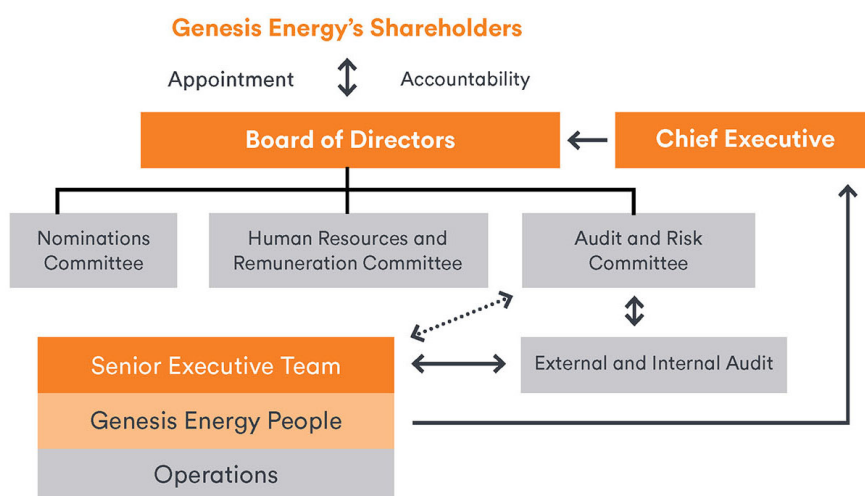 Genesis Energy's Shareholders
Appointment
Accountability
Board of Directors
Chief Executive
Nominations
Committee
Human Resources and
Remuneration Committee
Audit and Risk
Committee
Senior Executive Team
External and Internal Audit
Genesis Energy People
Operations